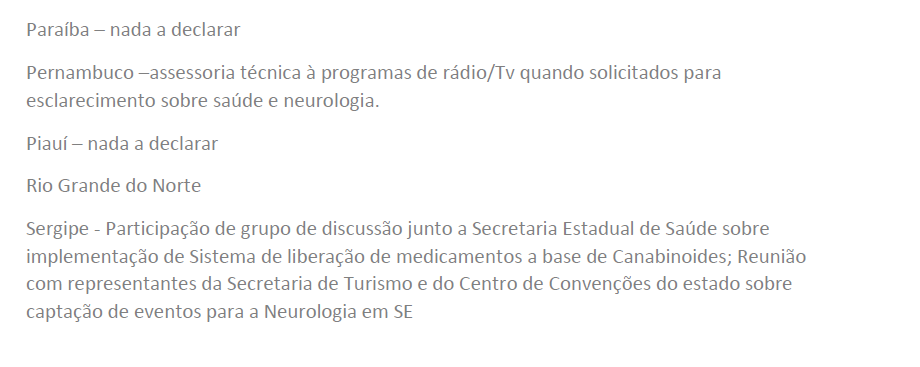 Paraíba – nada a declarar
Pernambuco –assessoria técnica à programas de rádio/Tv quando solicitados para
esclarecimento sobre saúde e neurologia.
Piauí – nada a declarar
Rio Grande do Norte
Sergipe - Participação de grupo de discussão junto a Secretaria Estadual de Saúde sobre
implementação de Sistema de liberação de medicamentos a base de Canabinoides; Reunião
com representantes da Secretaria de Turismo e do Centro de Convenções do estado sobre
captação de eventos para a Neurologia em SE